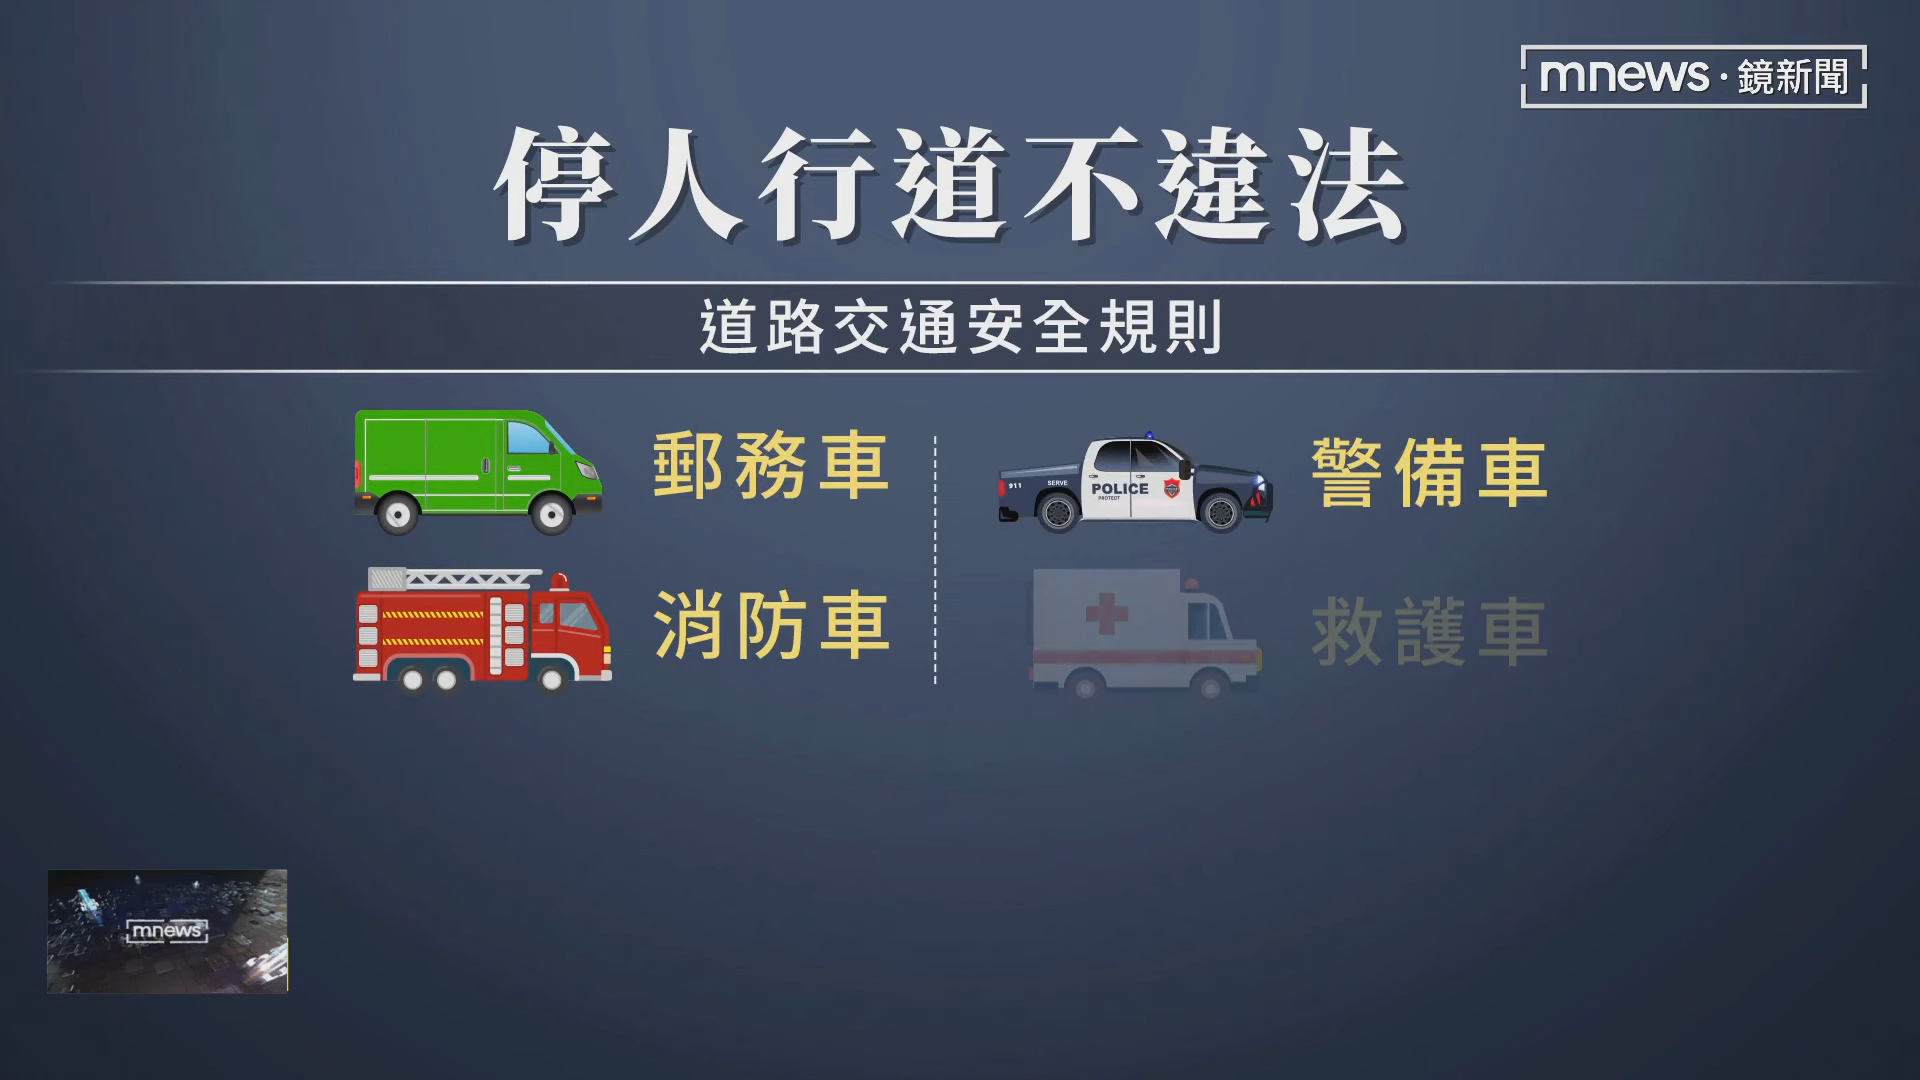 mnews·鏡新聞
停人行道不違法
道路交通安全規則
郵務車
警備車
911
SERVE
POLICE
PROTECT
消防車
救護車
mnews